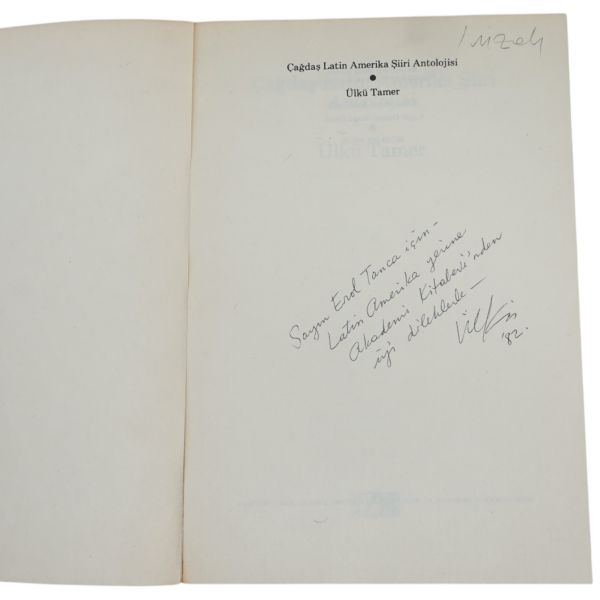 İmzalı
Çağdaş Latin Amerika Şiiri Antolojisi
Ülkü Tamer
Ülkü Tamer
Sayın Erol Tanca için –
Latin Amerika yerine
Akademi Kitabevi'nden
iyi dileklerle –
'82.